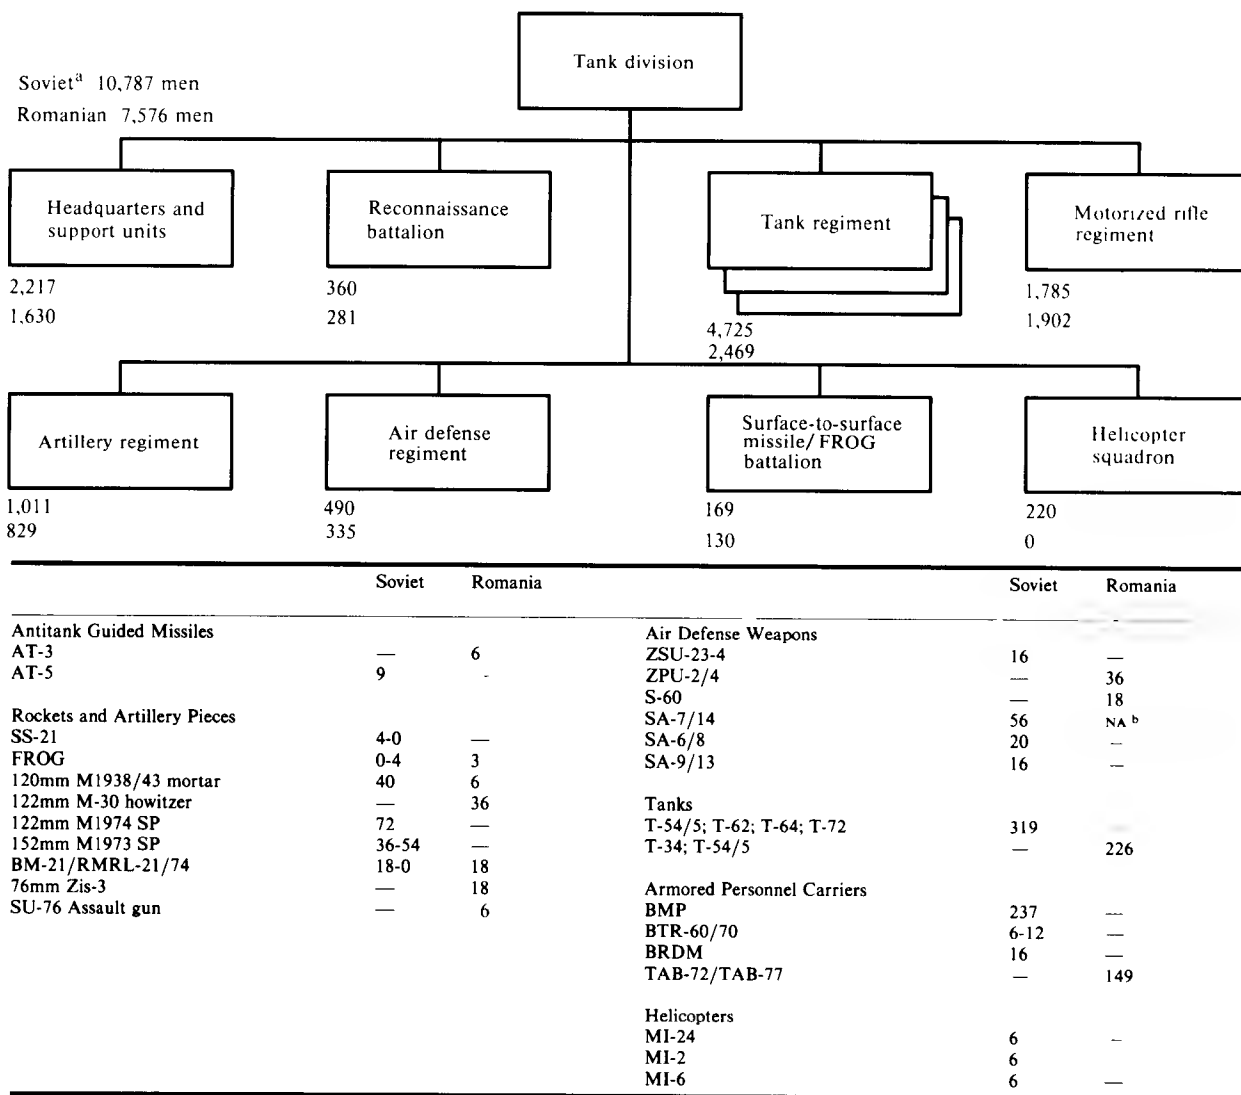 Tank division
Soviet a 10,787 men
Romanian 7,576 men
Headquarters and
support units
2,217
1,630
Reconnaissance
battalion
360
281
Tank regiment
4,725
2,469
Motorized rifle
regiment
1,785
1,902
Artillery regiment
1,011
829
Air defense
regiment
490
335
Surface-to-surface
missile/FROG
battalion
169
130
Helicopter
squadron
220
0
Soviet Romania
Antitank Guided Missiles
AT-3 — 6
AT-5 9 -
Rockets and Artillery Pieces
SS-21 4-0 —
FROG 0-4 3
120mm M1938/43 mortar 40 6
122mm M-30 howitzer — 36
122mm M1974 SP 72 —
152mm M1973 SP 36-54 —
BM-21/RMRL-21/74 18-0 18
76mm Zis-3 — 18
SU-76 Assault gun — 6
Soviet Romania
Air Defense Weapons
ZSU-23-4 16 —
ZPU-2/4 — 36
S-60 — 18
SA-7/14 56 NA b
SA-6/8 20 –
SA-9/13 16 –
Tanks
T-54/5; T-62; T-64; T-72 319 –
T-34; T-54/5 — 226
Armored Personnel Carriers
BMP 237 —
BTR-60/70 6-12 —
BRDM 16 —
TAB-72/TAB-77 — 149
Helicopters
MI-24 6 –
MI-2 6
MI-6 6 —